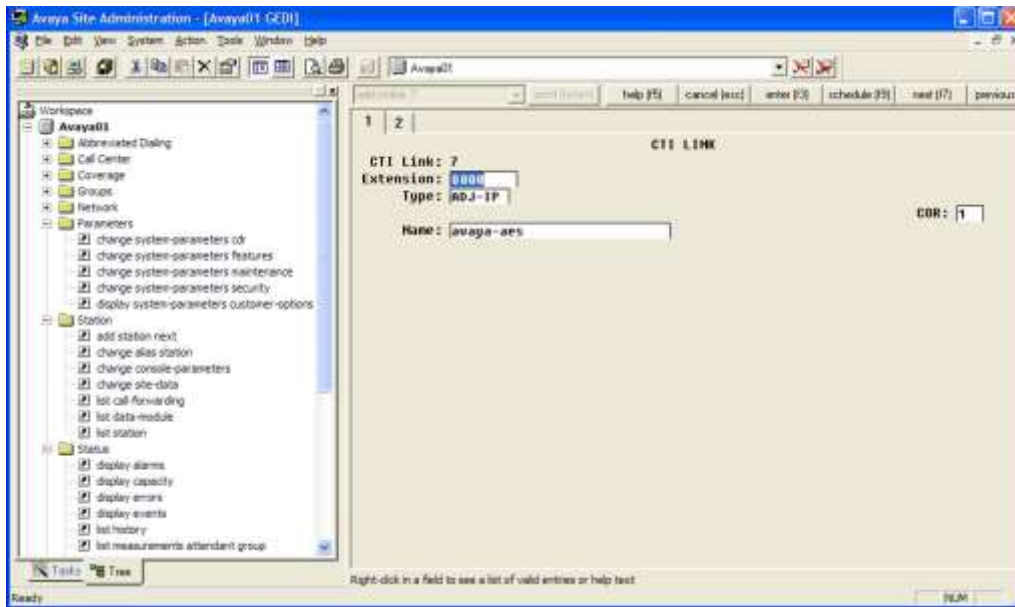 Avaya Site Administration - [Avaya01 GEDI]
File Edit View System Action Tools Window Help
Avaya01
add ctilink 7 send (enter) help (f5) cancel (esc) enter (f3) schedule (f9) next (f7) previous
Workspace
Avaya01
Abbreviated Dialing
Call Center
Coverage
Groups
Network
Parameters
change system-parameters cdr
change system-parameters features
change system-parameters maintenance
change system-parameters security
display system-parameters customer-options
Station
add station next
change alias station
change console-parameters
change site-data
list call-forwarding
list data-module
list station
Status
display alarms
display capacity
display errors
display events
list history
list measurements attendant group
Tasks Tree
1 2
CTI LINK
CTI Link: 7
Extension: 8000
Type: ADJ-IP
COR: 1
Name: avaya-aes
Right-click in a field to see a list of valid entries or help text
Ready NUM